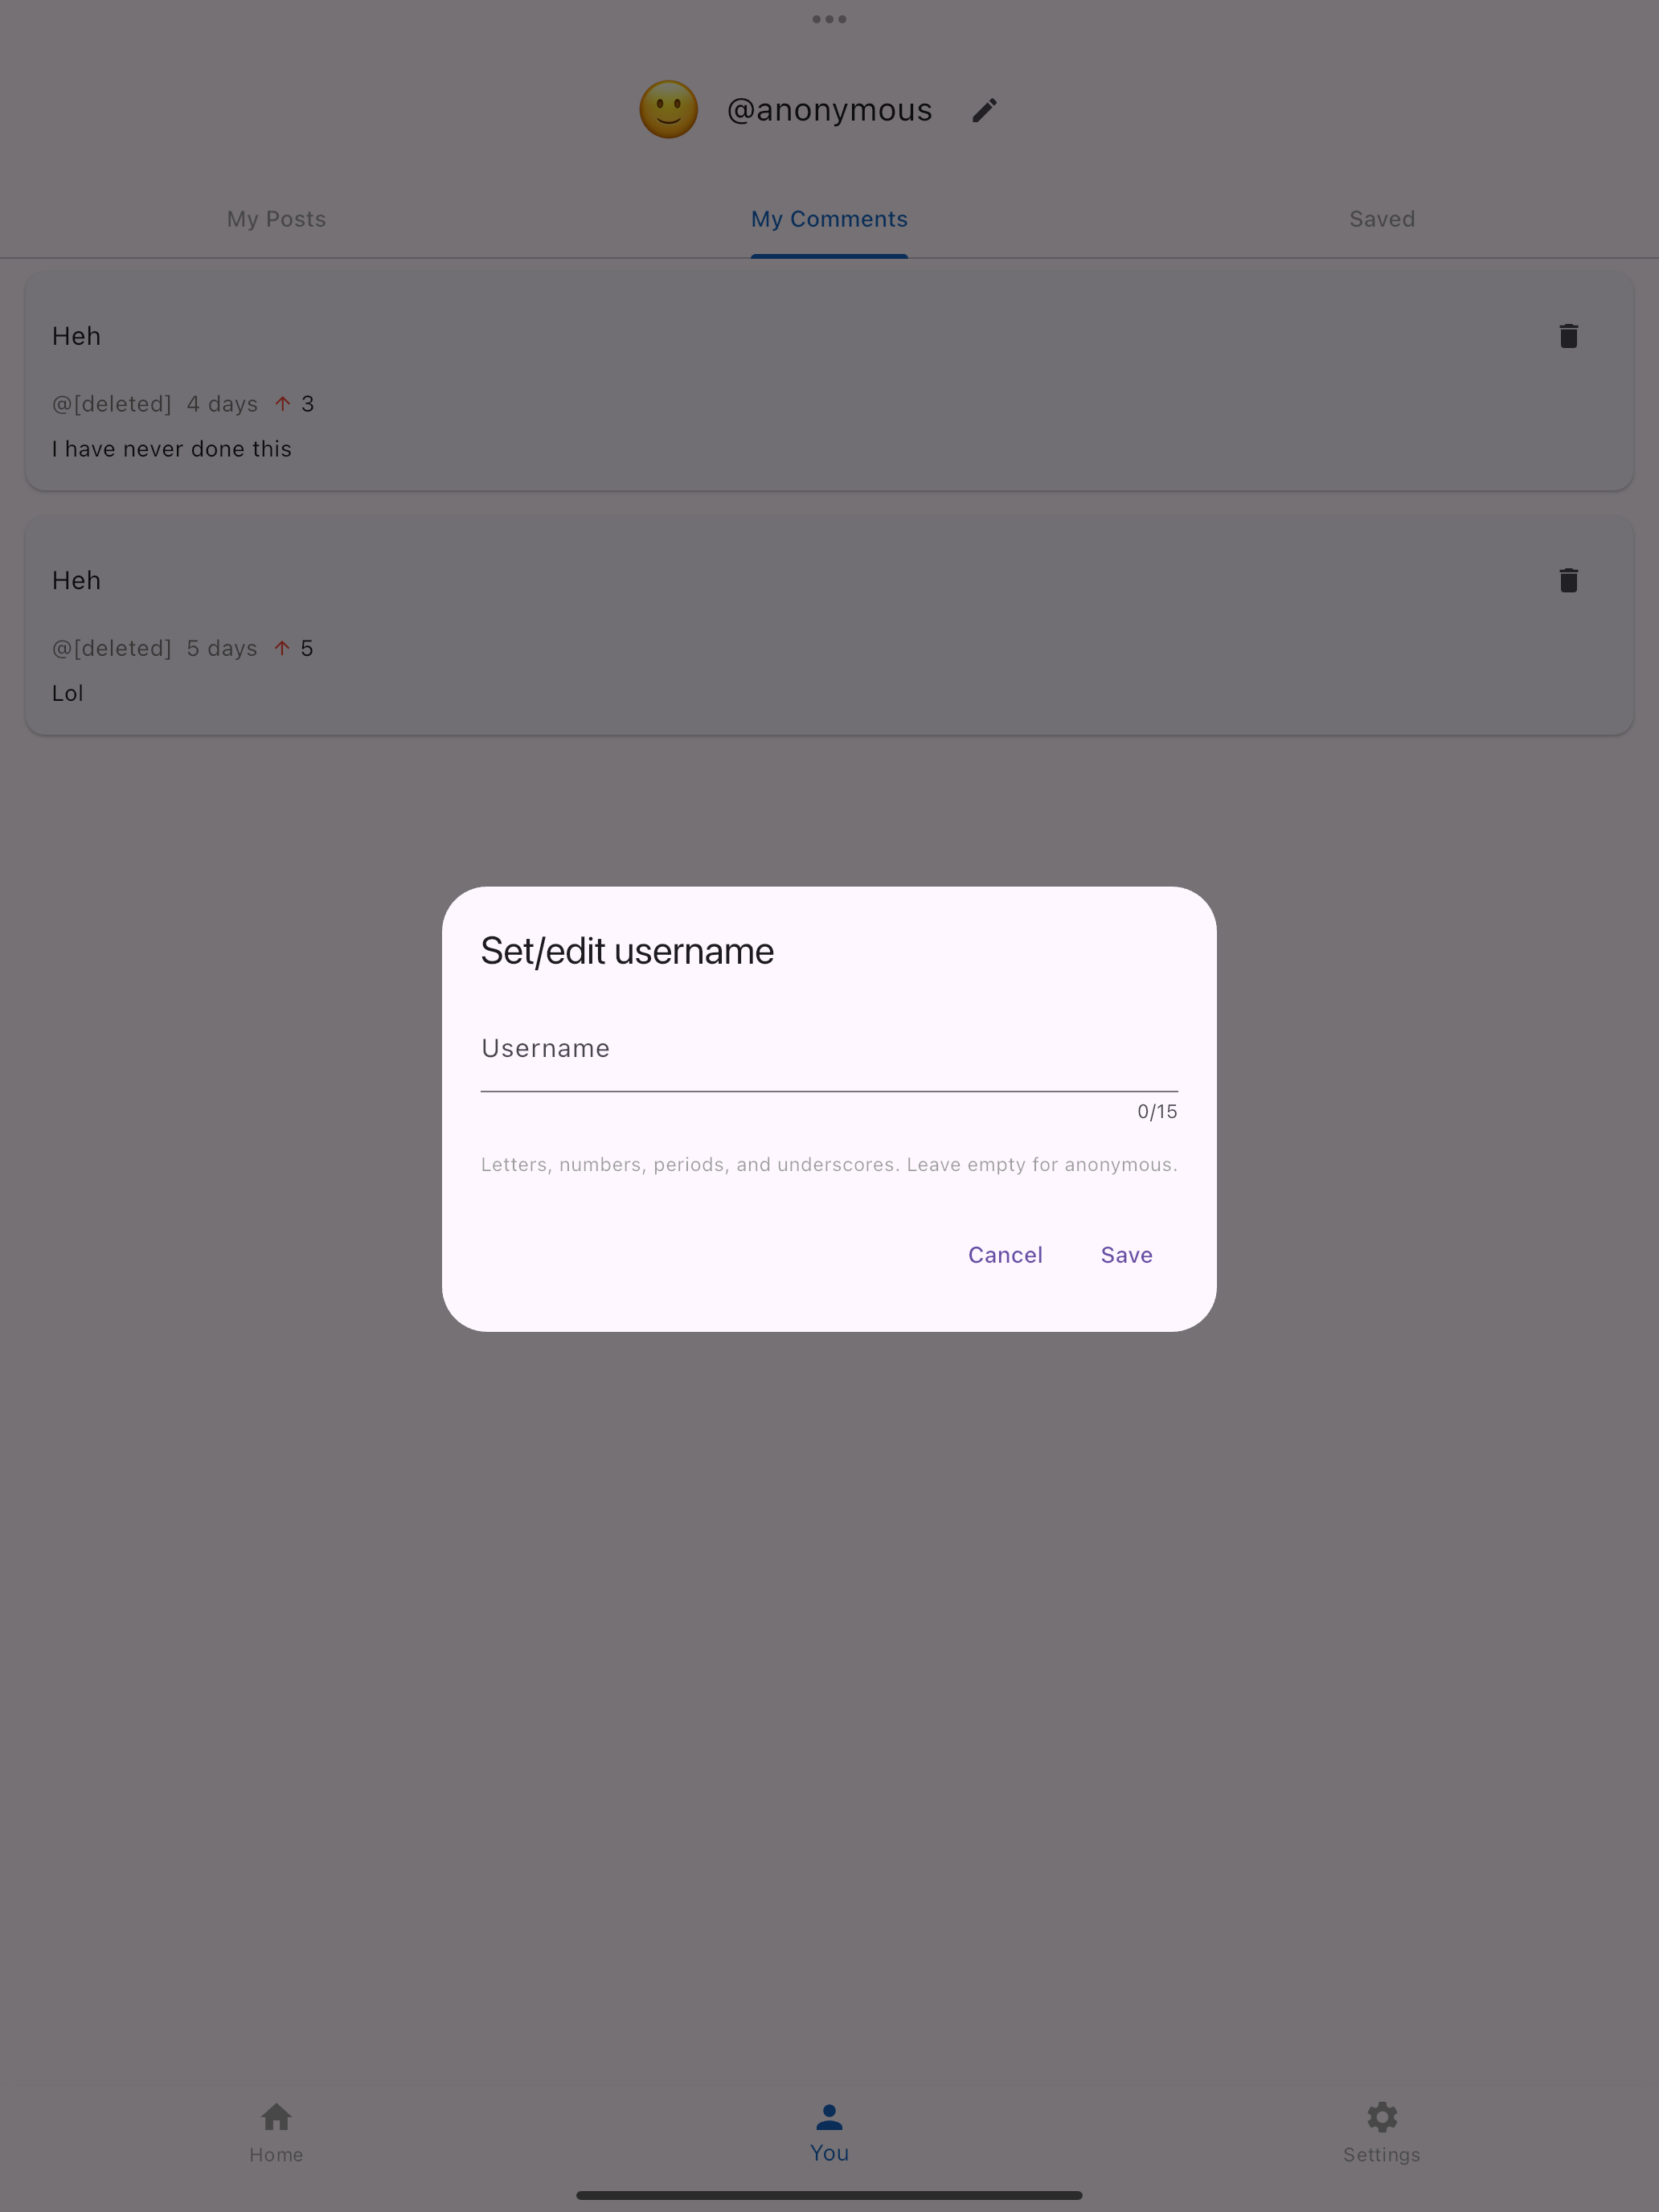 @anonymous
My Posts
My Comments
Saved
Heh
@[deleted] 4 days ↑ 3
I have never done this
Heh
@[deleted] 5 days ↑ 5
Lol
Set/edit username
Username
0/15
Letters, numbers, periods, and underscores. Leave empty for anonymous.
Cancel
Save
Home
You
Settings